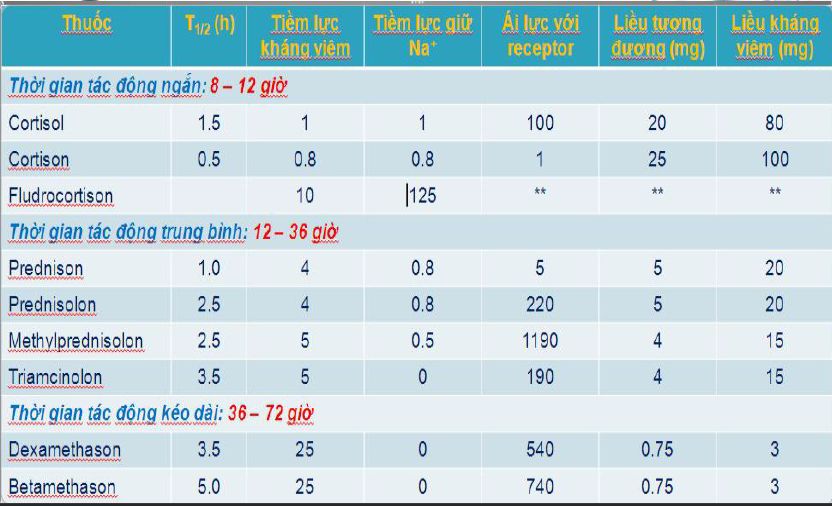 Thuốc T1/2 (h) Tiềm lực kháng viêm Tiềm lực giữ Na+ Ái lực với receptor Liều tương đương (mg) Liều kháng viêm (mg)
Thời gian tác động ngắn: 8 – 12 giờ
Cortisol 1.5 1 1 100 20 80
Cortison 0.5 0.8 0.8 1 25 100
Fludrocortison 10 125 ** ** **
Thời gian tác động trung bình: 12 – 36 giờ
Prednison 1.0 4 0.8 5 5 20
Prednisolon 2.5 4 0.8 220 5 20
Methylprednisolon 2.5 5 0.5 1190 4 15
Triamcinolon 3.5 5 0 190 4 15
Thời gian tác động kéo dài: 36 – 72 giờ
Dexamethason 3.5 25 0 540 0.75 3
Betamethason 5.0 25 0 740 0.75 3